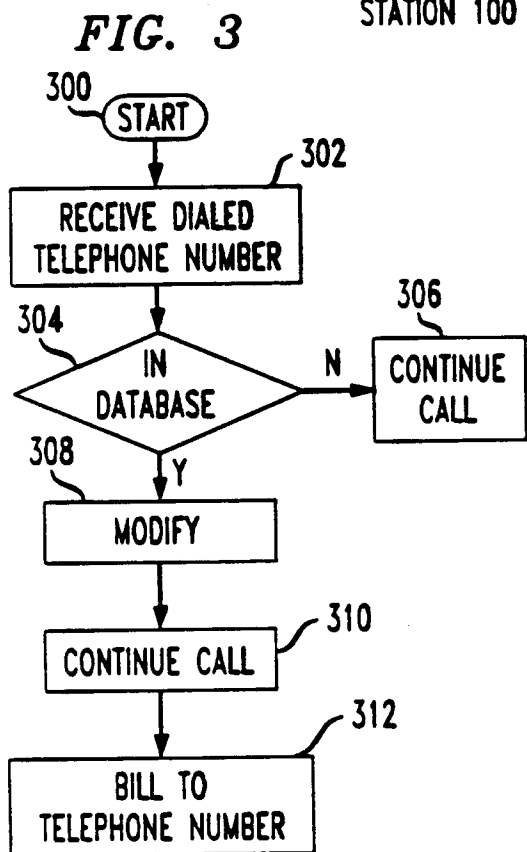 STATION 100
FIG. 3
300
START
302
RECEIVE DIALED
TELEPHONE NUMBER
304
IN
DATABASE
N
306
CONTINUE
CALL
Y
308
MODIFY
310
CONTINUE CALL
312
BILL TO
TELEPHONE NUMBER